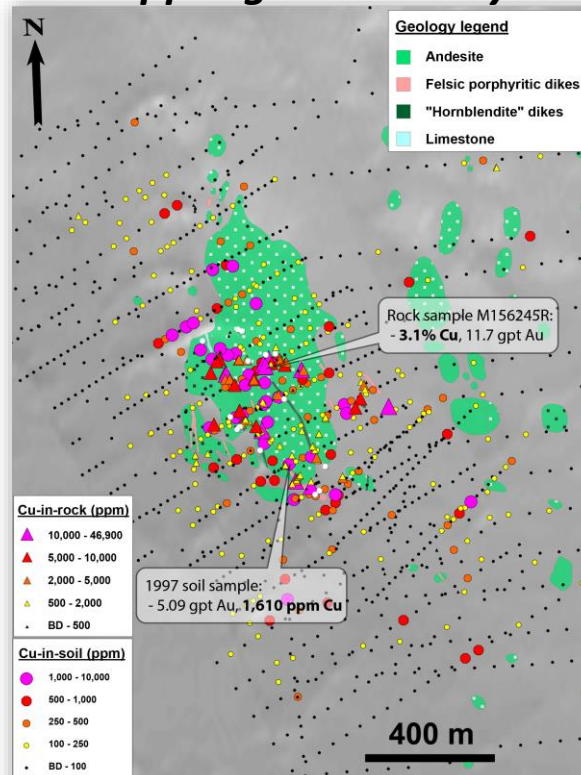 N
Geology legend
Andesite
Felsic porphyritic dikes
"Hornblendite" dikes
Limestone
Rock sample M156245R:
- 3.1% Cu, 11.7 gpt Au
Cu-in-rock (ppm)
10,000 - 46,900
5,000 - 10,000
2,000 - 5,000
500 - 2,000
BD - 500
1997 soil sample:
- 5.09 gpt Au, 1,610 ppm Cu
Cu-in-soil (ppm)
1,000 - 10,000
500 - 1,000
250 - 500
100 - 250
BD - 100
400 m